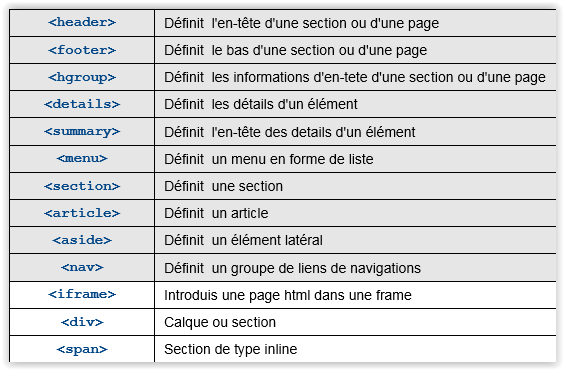 <header> Définit l'en-tête d'une section ou d'une page
<footer> Définit le bas d'une section ou d'une page
<hgroup> Définit les informations d'en-tete d'une section ou d'une page
<details> Définit les détails d'un élément
<summary> Définit l'en-tête des details d'un élément
<menu> Définit un menu en forme de liste
<section> Définit une section
<article> Définit un article
<aside> Définit un élément latéral
<nav> Définit un groupe de liens de navigations
<iframe> Introduis une page html dans une frame
<div> Calque ou section
<span> Section de type inline